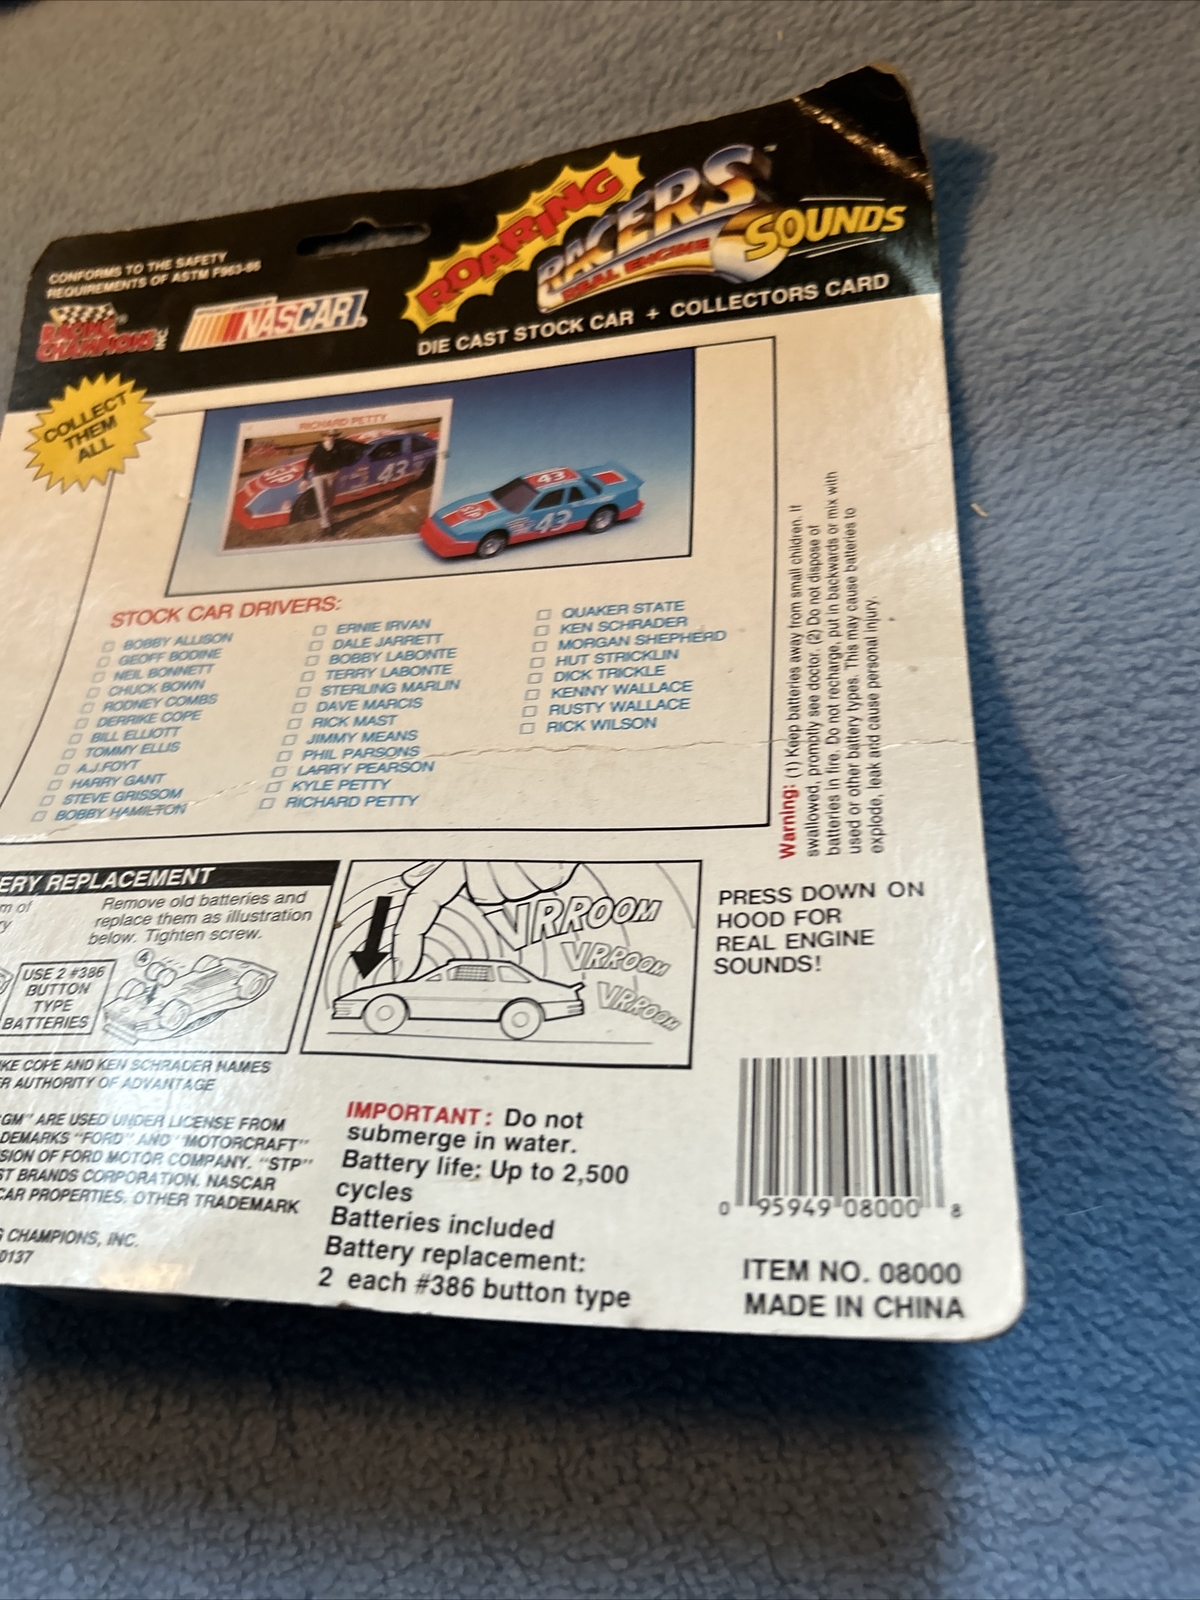 CONFORMS TO THE SAFETY
REQUIREMENTS OF ASTM F963-86
RACING
CHAMPIONS INC
NASCAR
ROARING
RACERS
REAL ENGINE
SOUNDS
DIE CAST STOCK CAR + COLLECTORS CARD
COLLECT
THEM
ALL
RICHARD PETTY
STP
43
43
STP
43
STOCK CAR DRIVERS:
BOBBY ALLISON
GEOFF BODINE
NEIL BONNETT
CHUCK BOWN
RODNEY COMBS
DERRIKE COPE
BILL ELLIOTT
TOMMY ELLIS
A.J.FOYT
HARRY GANT
STEVE GRISSOM
BOBBY HAMILTON
ERNIE IRVAN
DALE JARRETT
BOBBY LABONTE
TERRY LABONTE
STERLING MARLIN
DAVE MARCIS
RICK MAST
JIMMY MEANS
PHIL PARSONS
LARRY PEARSON
KYLE PETTY
RICHARD PETTY
QUAKER STATE
KEN SCHRADER
MORGAN SHEPHERD
HUT STRICKLIN
DICK TRICKLE
KENNY WALLACE
RUSTY WALLACE
RICK WILSON
Warning: (1) Keep batteries away from small children. If
swallowed, promptly see doctor. (2) Do not dispose of
batteries in fire. Do not recharge, put in backwards or mix with
used or other battery types. This may cause batteries to
explode, leak and cause personal injury.
ERY REPLACEMENT
m of
ry
Remove old batteries and
replace them as illustration
below. Tighten screw.
4
USE 2 #386
BUTTON
TYPE
BATTERIES
VRROOM
VRROOM
VRROOM
PRESS DOWN ON
HOOD FOR
REAL ENGINE
SOUNDS!
IKE COPE AND KEN SCHRADER NAMES
R AUTHORITY OF ADVANTAGE
"GM" ARE USED UNDER LICENSE FROM
DEMARKS "FORD" AND "MOTORCRAFT"
SION OF FORD MOTOR COMPANY. "STP"
ST BRANDS CORPORATION. NASCAR
CAR PROPERTIES. OTHER TRADEMARK
G CHAMPIONS, INC.
0137
IMPORTANT: Do not
submerge in water.
Battery life: Up to 2,500
cycles
Batteries included
Battery replacement:
2 each #386 button type
0 95949 08000 8
ITEM NO. 08000
MADE IN CHINA